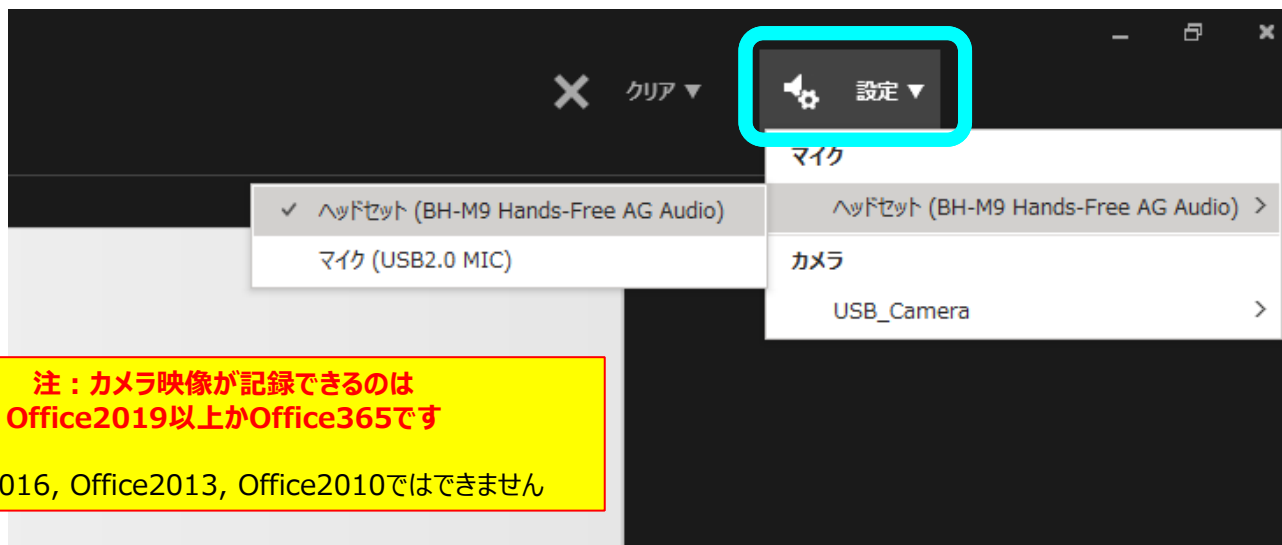 クリア ▼
設定 ▼
マイク
ヘッドセット (BH-M9 Hands-Free AG Audio) >
✓ ヘッドセット (BH-M9 Hands-Free AG Audio)
マイク (USB2.0 MIC)
カメラ
USB_Camera >
注：カメラ映像が記録できるのは
Office2019以上かOffice365です
016, Office2013, Office2010ではできません